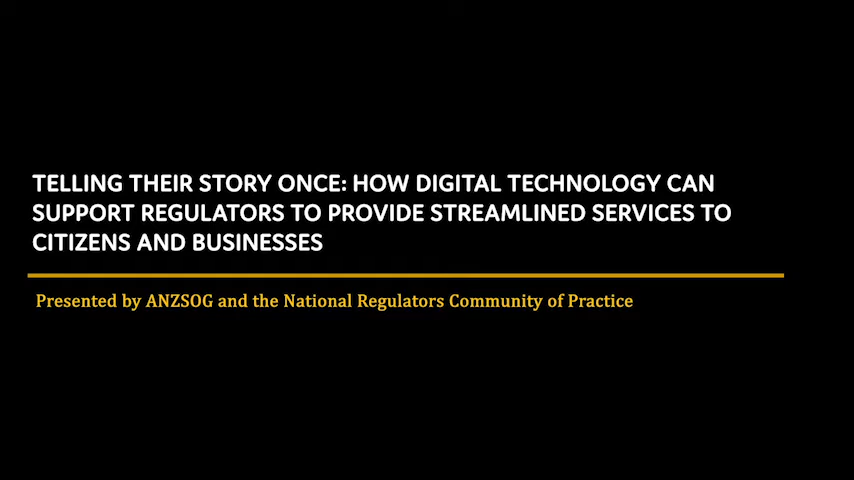 TELLING THEIR STORY ONCE: HOW DIGITAL TECHNOLOGY CAN
SUPPORT REGULATORS TO PROVIDE STREAMLINED SERVICES TO
CITIZENS AND BUSINESSES
Presented by ANZSOG and the National Regulators Community of Practice